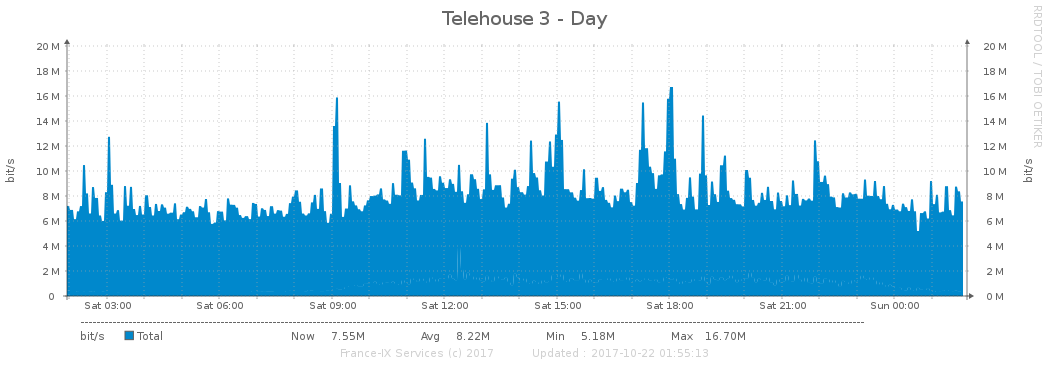 Telehouse 3 - Day
RRDTOOL / TOBI OETIKER
bit/s
20 M 20 M
18 M 18 M
16 M 16 M
14 M 14 M
12 M 12 M
10 M 10 M
8 M 8 M
6 M 6 M
4 M 4 M
2 M 2 M
0 0 M
bit/s
Sat 03:00 Sat 06:00 Sat 09:00 Sat 12:00 Sat 15:00 Sat 18:00 Sat 21:00 Sun 00:00
bit/s Total Now 7.55M Avg 8.22M Min 5.18M Max 16.70M
France-IX Services (c) 2017 Updated : 2017-10-22 01:55:13